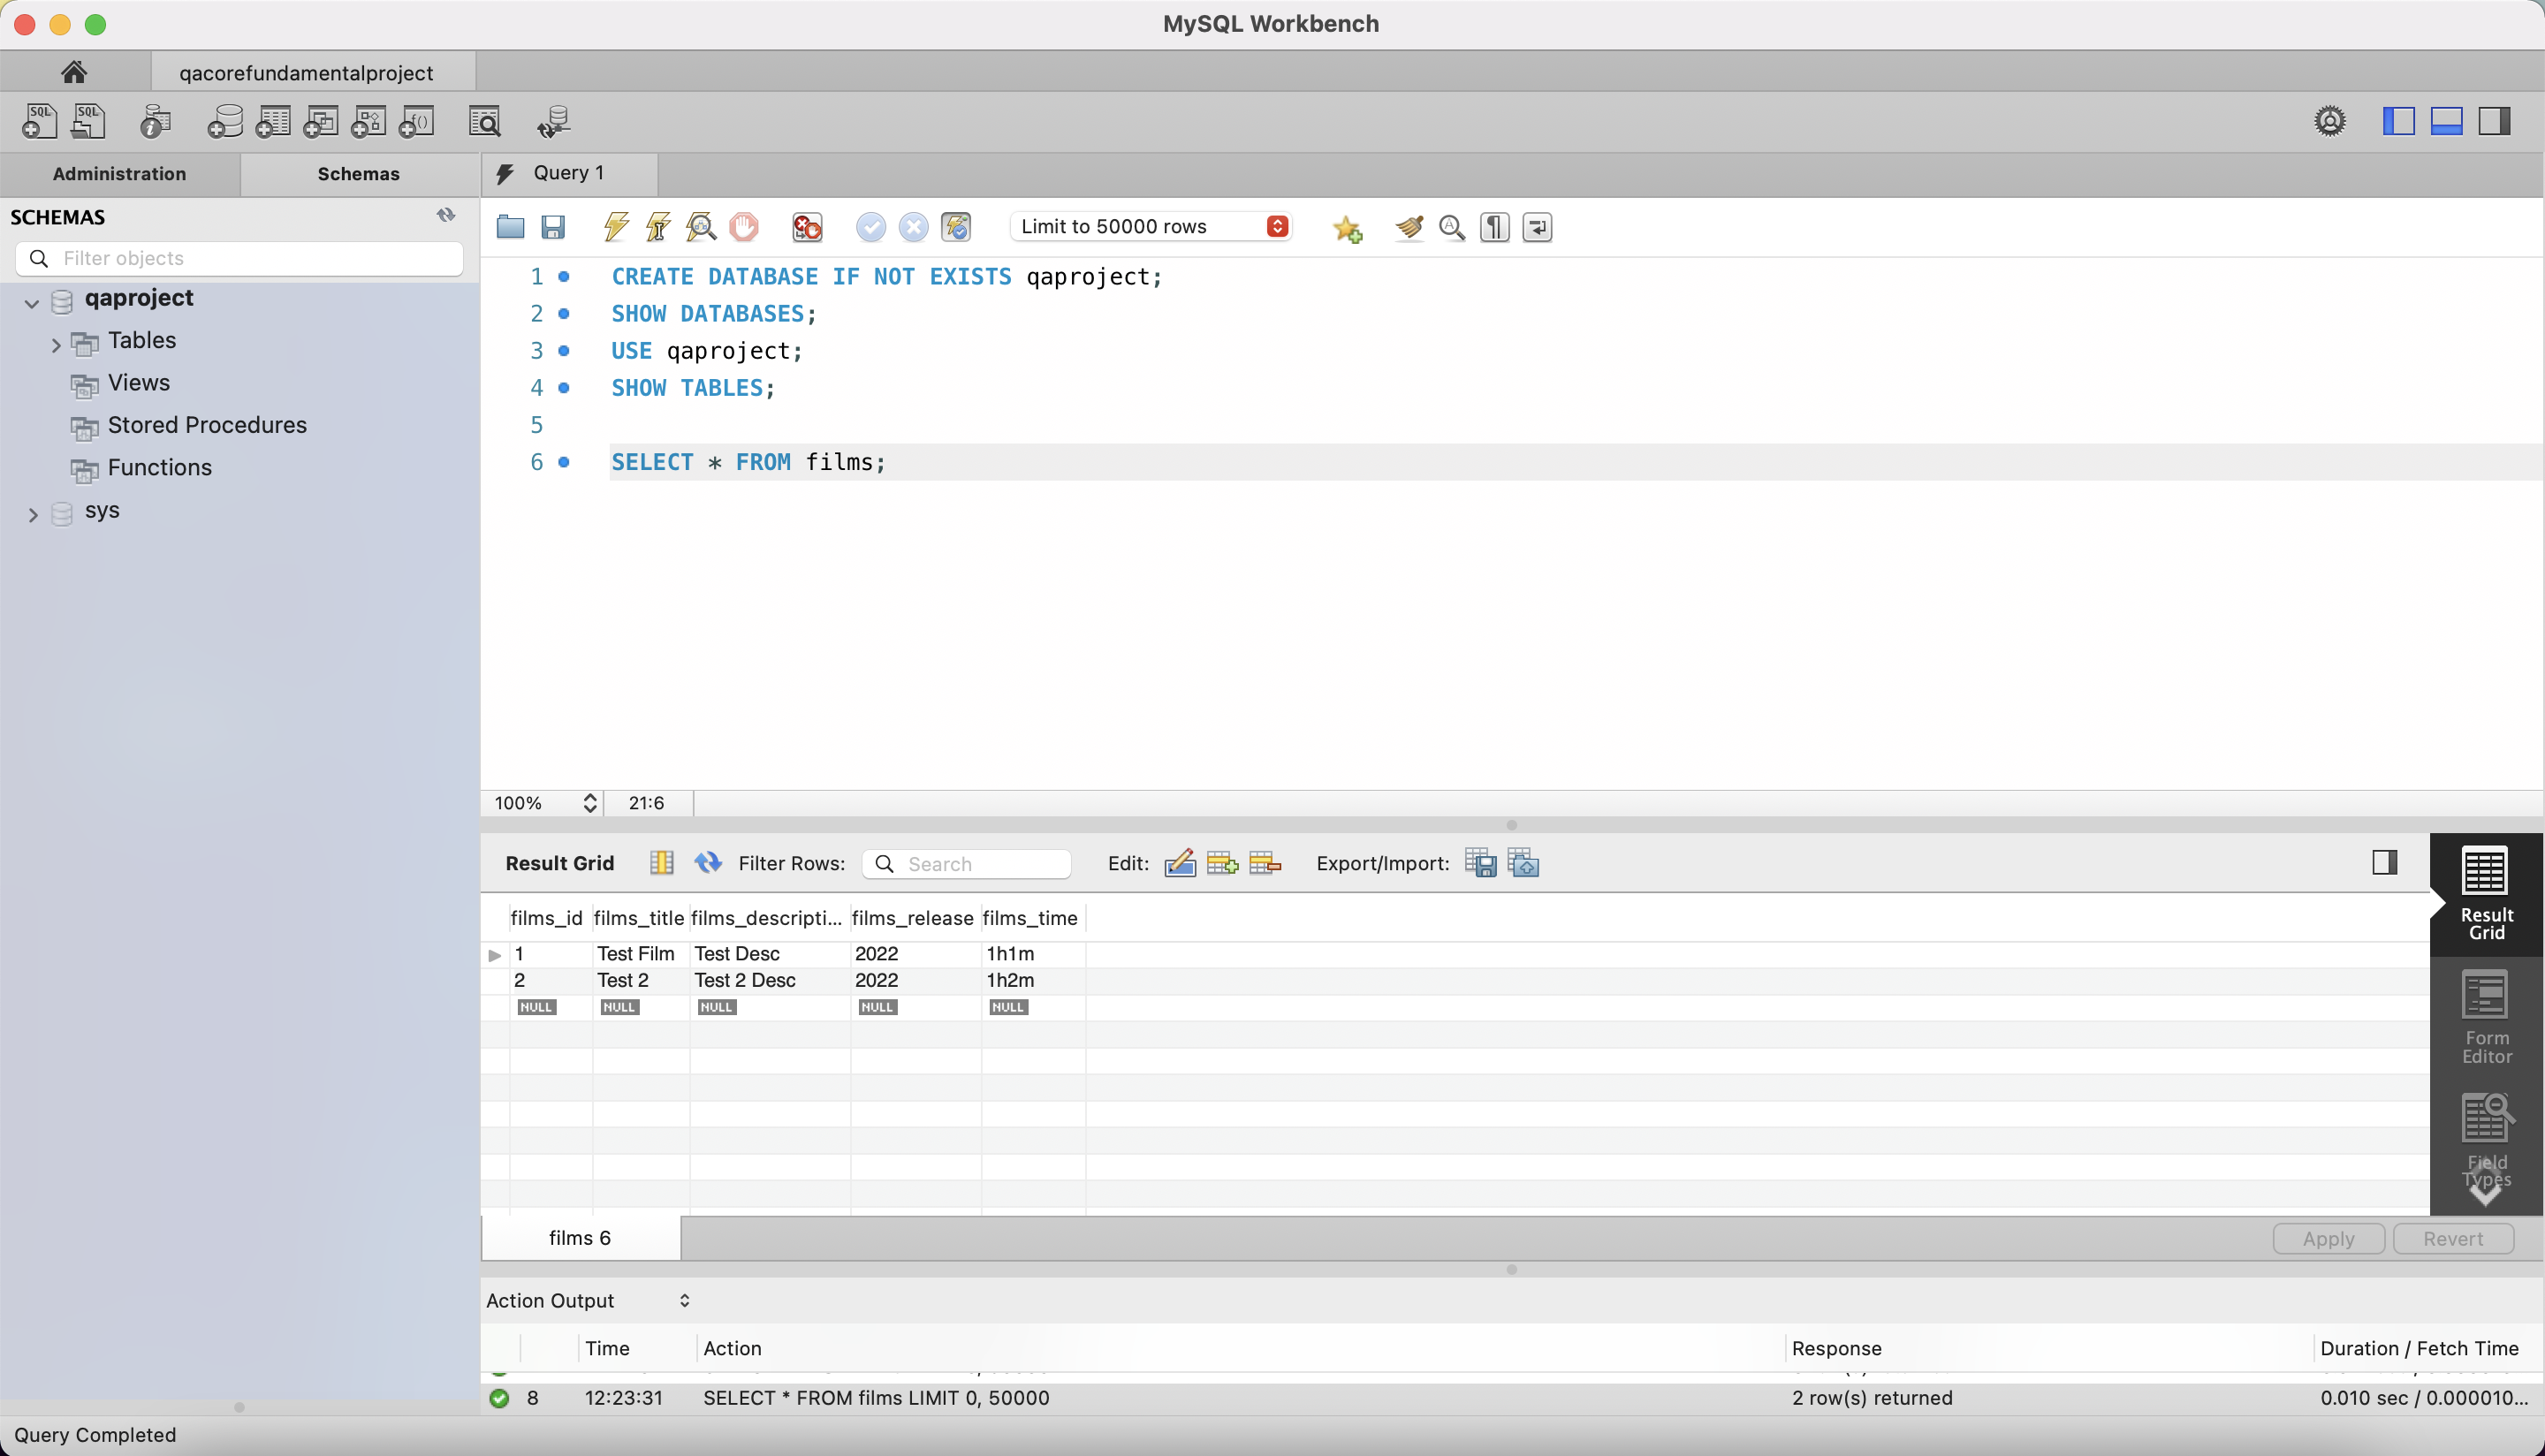 MySQL Workbench
qacorefundamentalproject
SQL SQL
Administration Schemas Query 1
SCHEMAS
Filter objects
Limit to 50000 rows
qaproject
Tables
Views
Stored Procedures
Functions
sys
1 CREATE DATABASE IF NOT EXISTS qaproject;
2 SHOW DATABASES;
3 USE qaproject;
4 SHOW TABLES;
5
6 SELECT * FROM films;
100% 21:6
Result Grid Filter Rows: Search Edit: Export/Import:
films_id films_title films_descripti... films_release films_time
1 Test Film Test Desc 2022 1h1m
2 Test 2 Test 2 Desc 2022 1h2m
NULL NULL NULL NULL NULL
Result
Grid
Form
Editor
Field
Types
films 6 Apply Revert
Action Output
Time Action Response Duration / Fetch Time
8 12:23:31 SELECT * FROM films LIMIT 0, 50000 2 row(s) returned 0.010 sec / 0.000010...
Query Completed